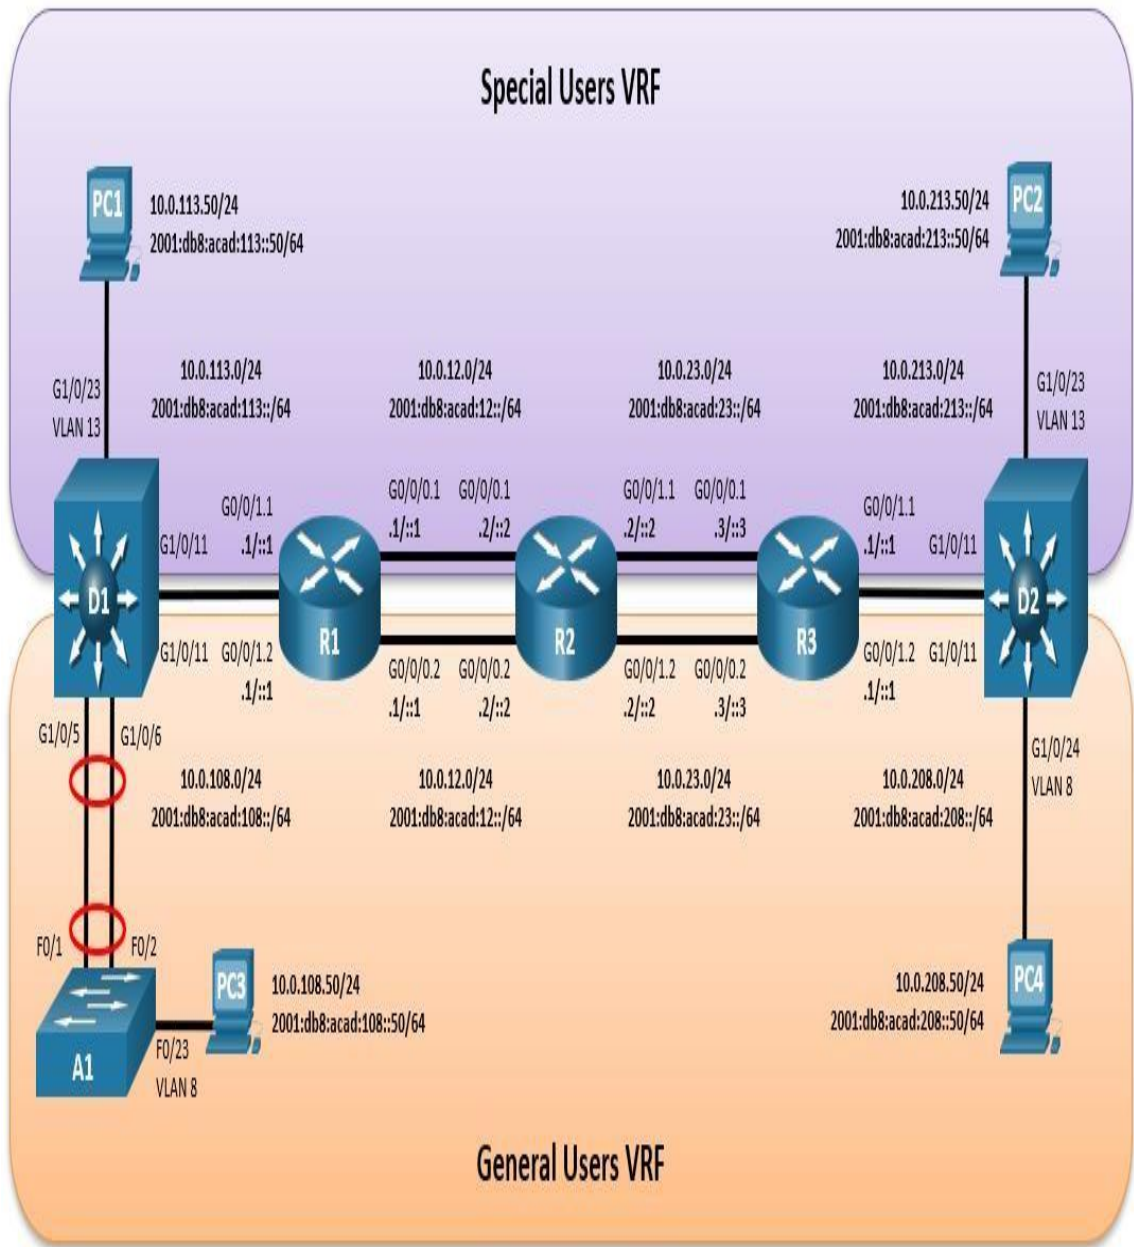 Special Users VRF
PC1
10.0.113.50/24
2001:db8:acad:113::50/64
10.0.213.50/24
2001:db8:acad:213::50/64
PC2
G1/0/23
VLAN 13
10.0.113.0/24
2001:db8:acad:113::/64
10.0.12.0/24
2001:db8:acad:12::/64
10.0.23.0/24
2001:db8:acad:23::/64
10.0.213.0/24
2001:db8:acad:213::/64
G1/0/23
VLAN 13
D1
G1/0/11
G0/0/1.1
.1/::1
R1
G0/0/0.1
.1/::1
G0/0/0.1
.2/::2
R2
G0/0/1.1
.2/::2
G0/0/0.1
.3/::3
R3
G0/0/1.1
.1/::1
G1/0/11
D2
G1/0/11
G0/0/1.2
.1/::1
G0/0/0.2
.1/::1
G0/0/0.2
.2/::2
G0/0/1.2
.2/::2
G0/0/0.2
.3/::3
G0/0/1.2
.1/::1
G1/0/11
G1/0/5
G1/0/6
10.0.108.0/24
2001:db8:acad:108::/64
10.0.12.0/24
2001:db8:acad:12::/64
10.0.23.0/24
2001:db8:acad:23::/64
10.0.208.0/24
2001:db8:acad:208::/64
G1/0/24
VLAN 8
F0/1
F0/2
A1
F0/23
VLAN 8
PC3
10.0.108.50/24
2001:db8:acad:108::50/64
10.0.208.50/24
2001:db8:acad:208::50/64
PC4
General Users VRF